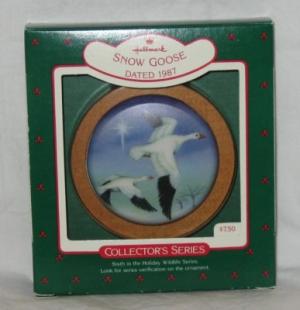 Hallmark
SNOW GOOSE
DATED 1987
$7.50
COLLECTOR'S SERIES
Sixth in the Holiday Wildlife Series.
Look for series verification on the ornament.